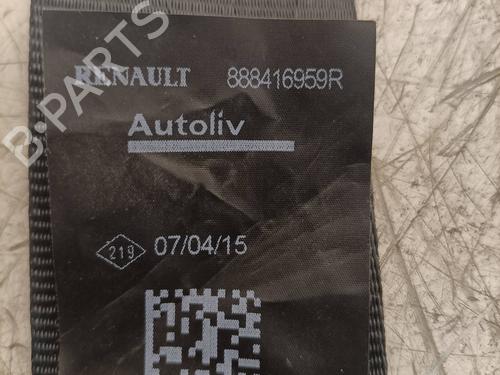 RENAULT 888416959R
Autoliv
219 07/04/15
B-PARTS